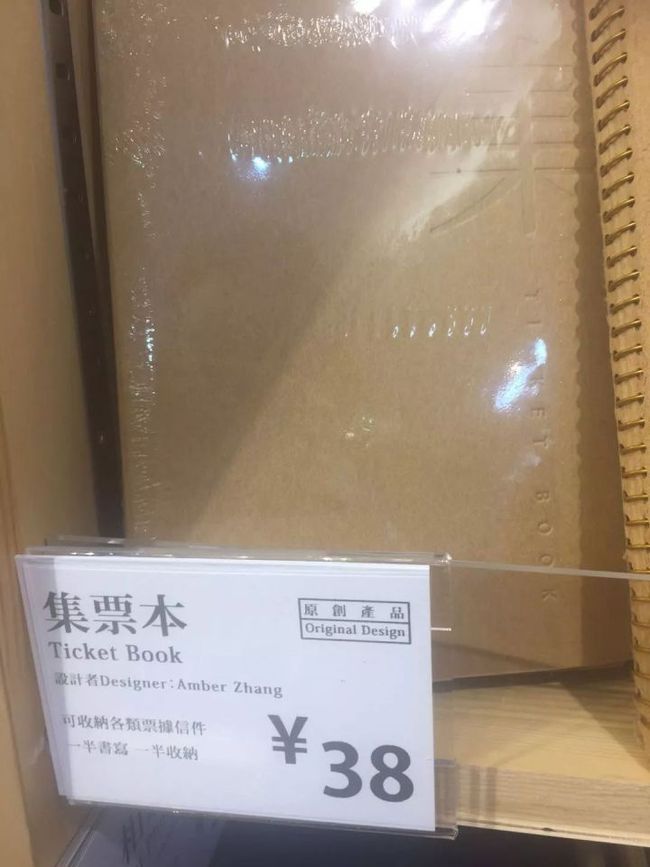 TICKET BOOK
集票本
Ticket Book
原創產品
Original Design
設計者Designer:Amber Zhang
可收納各類票據信件
一半書寫 一半收納
¥38